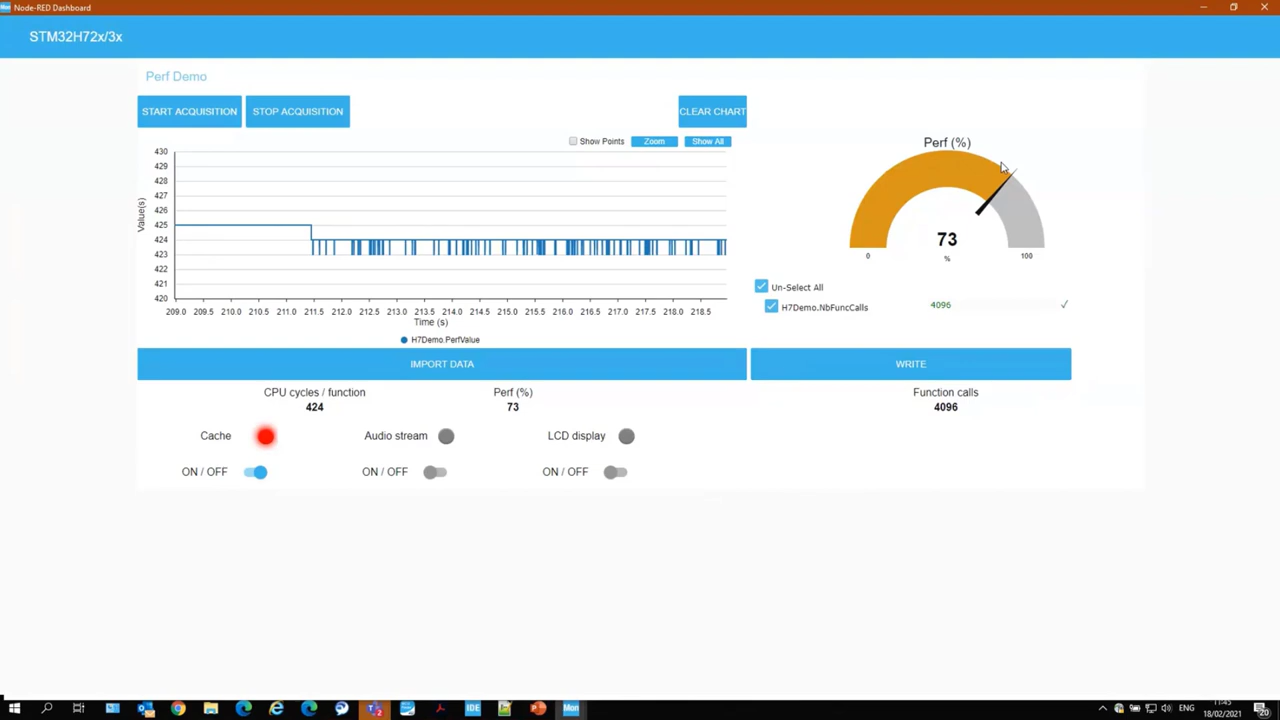 Node-RED Dashboard
STM32H72x/3x
Perf Demo
START ACQUISITION STOP ACQUISITION CLEAR CHART
Show Points Zoom Show All
430
429
428
427
426
425
424
423
422
421
420
Value(s)
209.0 209.5 210.0 210.5 211.0 211.5 212.0 212.5 213.0 213.5 214.0 214.5 215.0 215.5 216.0 216.5 217.0 217.5 218.0 218.5
Time (s)
H7Demo.PerfValue
Perf (%)
73
%
0 100
Un-Select All
H7Demo.NbFuncCalls 4096
IMPORT DATA WRITE
CPU cycles / function Perf (%) Function calls
424 73 4096
Cache Audio stream LCD display
ON / OFF ON / OFF ON / OFF
IDE Mon
ENG
11:45
18/02/2021
20